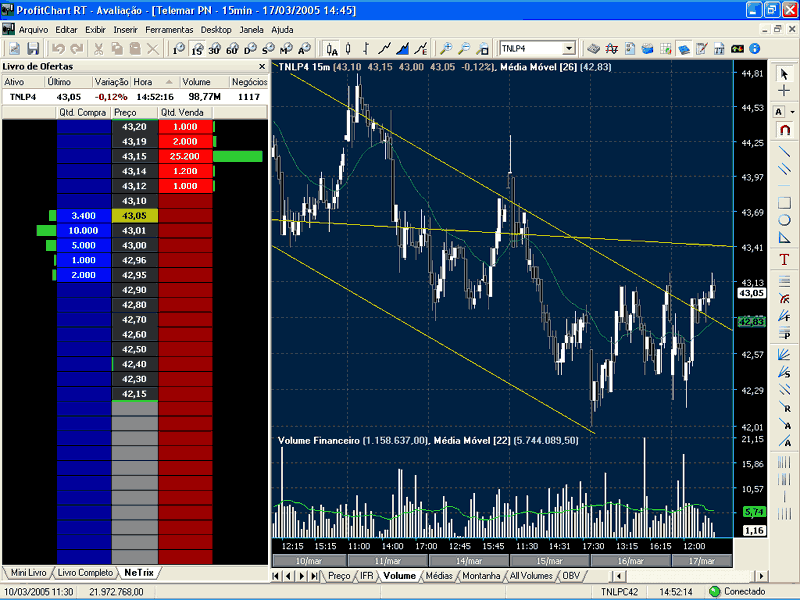 ProfitChart RT - Avaliação - [Telemar PN - 15min - 17/03/2005 14:45]
Arquivo Editar Exibir Inserir Ferramentas Desktop Janela Ajuda
1 15 30 60 D S M A
TNLP4
Livro de Ofertas
Ativo Último Variação Hora Volume Negócios
TNLP4 43,05 -0,12% 14:52:16 98,77M 1117
Qtd. Compra Preço Qtd. Venda
43,20 1.000
43,19 2.000
43,15 25.200
43,14 1.200
43,12 1.000
43,10
3.400 43,05
10.000 43,01
5.000 43,00
1.000 42,96
2.000 42,95
42,90
42,80
42,70
42,60
42,50
42,40
42,30
42,15
Mini Livro Livro Completo NeTrix
TNLP4 15m (43,10 43,15 43,00 43,05 -0,12%), Média Móvel [26] (42,83)
44,81
44,53
44,25
43,97
43,69
43,41
43,13
43,05
42,83
42,57
42,29
42,01
Volume Financeiro (1.158.637,00), Média Móvel [22] (5.744.089,50)
21,15
15,86
10,57
5,74
1,16
12:15 15:15 11:00 14:00 17:00 12:45 15:45 11:30 14:31 17:30 13:15 16:15 12:00
10/mar 11/mar 14/mar 15/mar 16/mar 17/mar
Preço IFR Volume Médias Montanha All Volumes OBV
10/03/2005 11:30 21.972.768,00 TNLPC42 14:52:14 Conectado